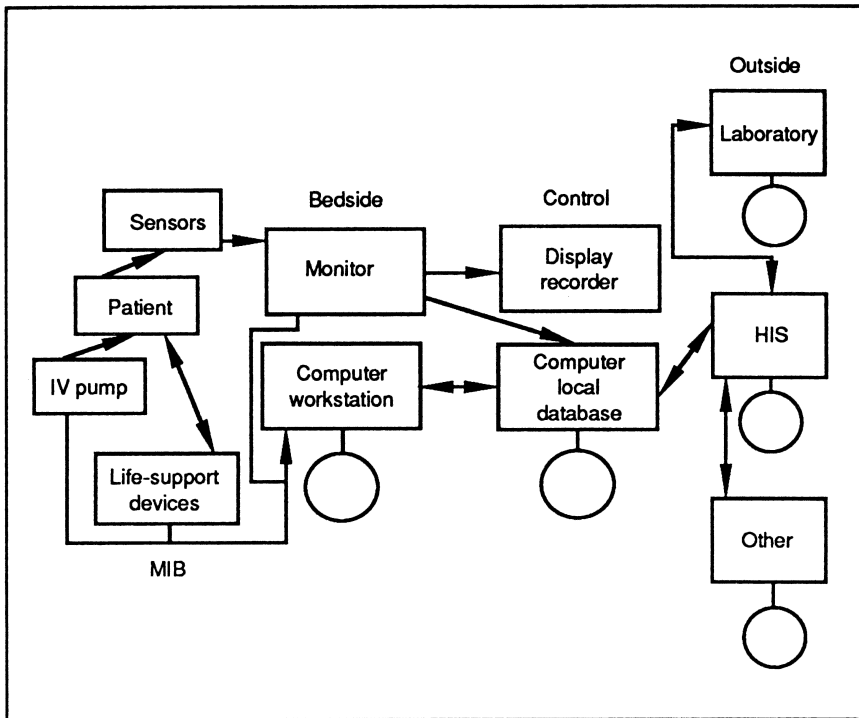 Outside
Laboratory
Bedside
Control
Sensors
Monitor
Display
recorder
Patient
HIS
IV pump
Computer
workstation
Computer
local
database
Life-support
devices
Other
MIB